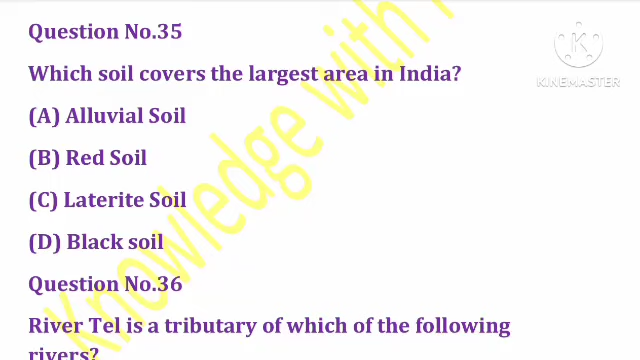 Question No.35
Which soil covers the largest area in India?
(A) Alluvial Soil
(B) Red Soil
(C) Laterite Soil
(D) Black soil
Question No.36
River Tel is a tributary of which of the following
rivers?
Knowledge with
K
KINEMASTER